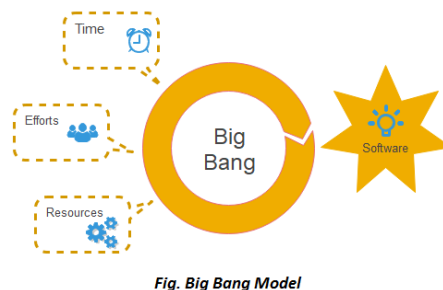 Time
Efforts
Resources
Big
Bang
Software
Fig. Big Bang Model